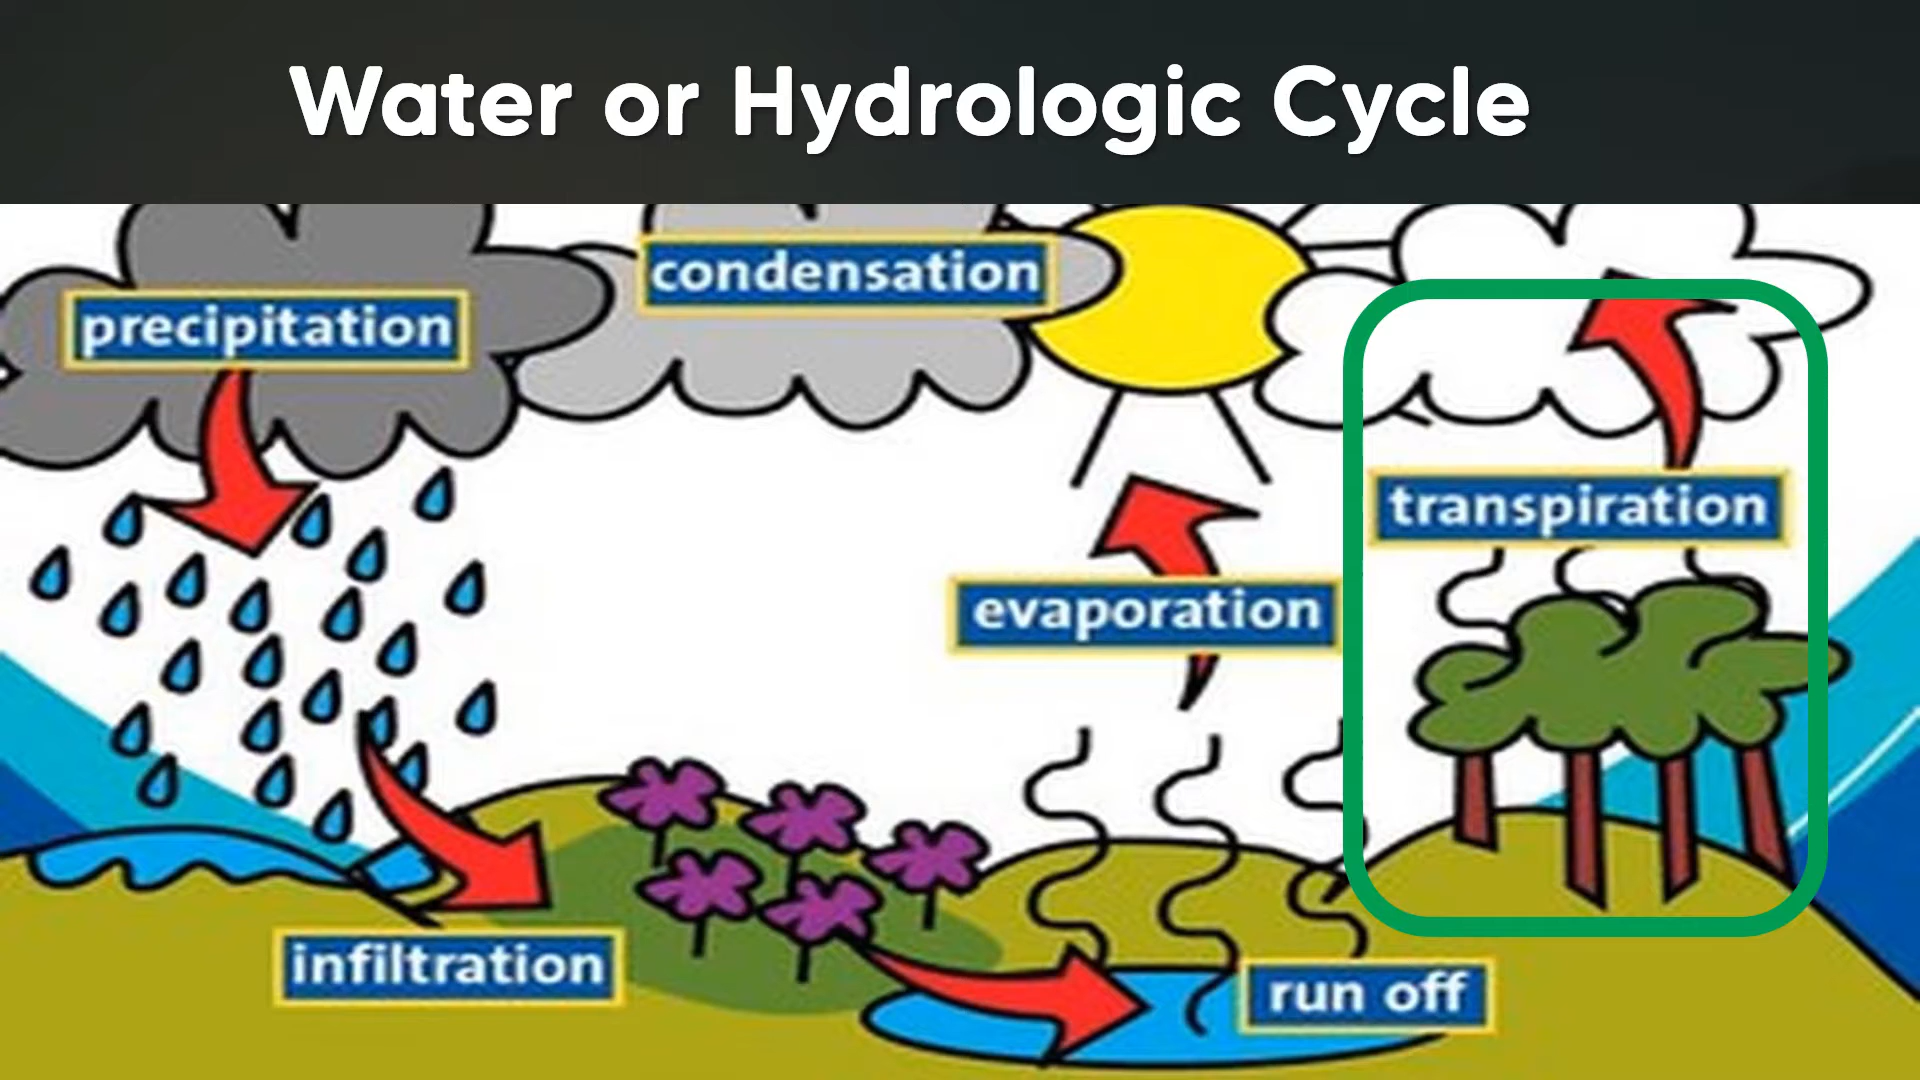 Water or Hydrologic Cycle
condensation
precipitation
transpiration
evaporation
infiltration
run off